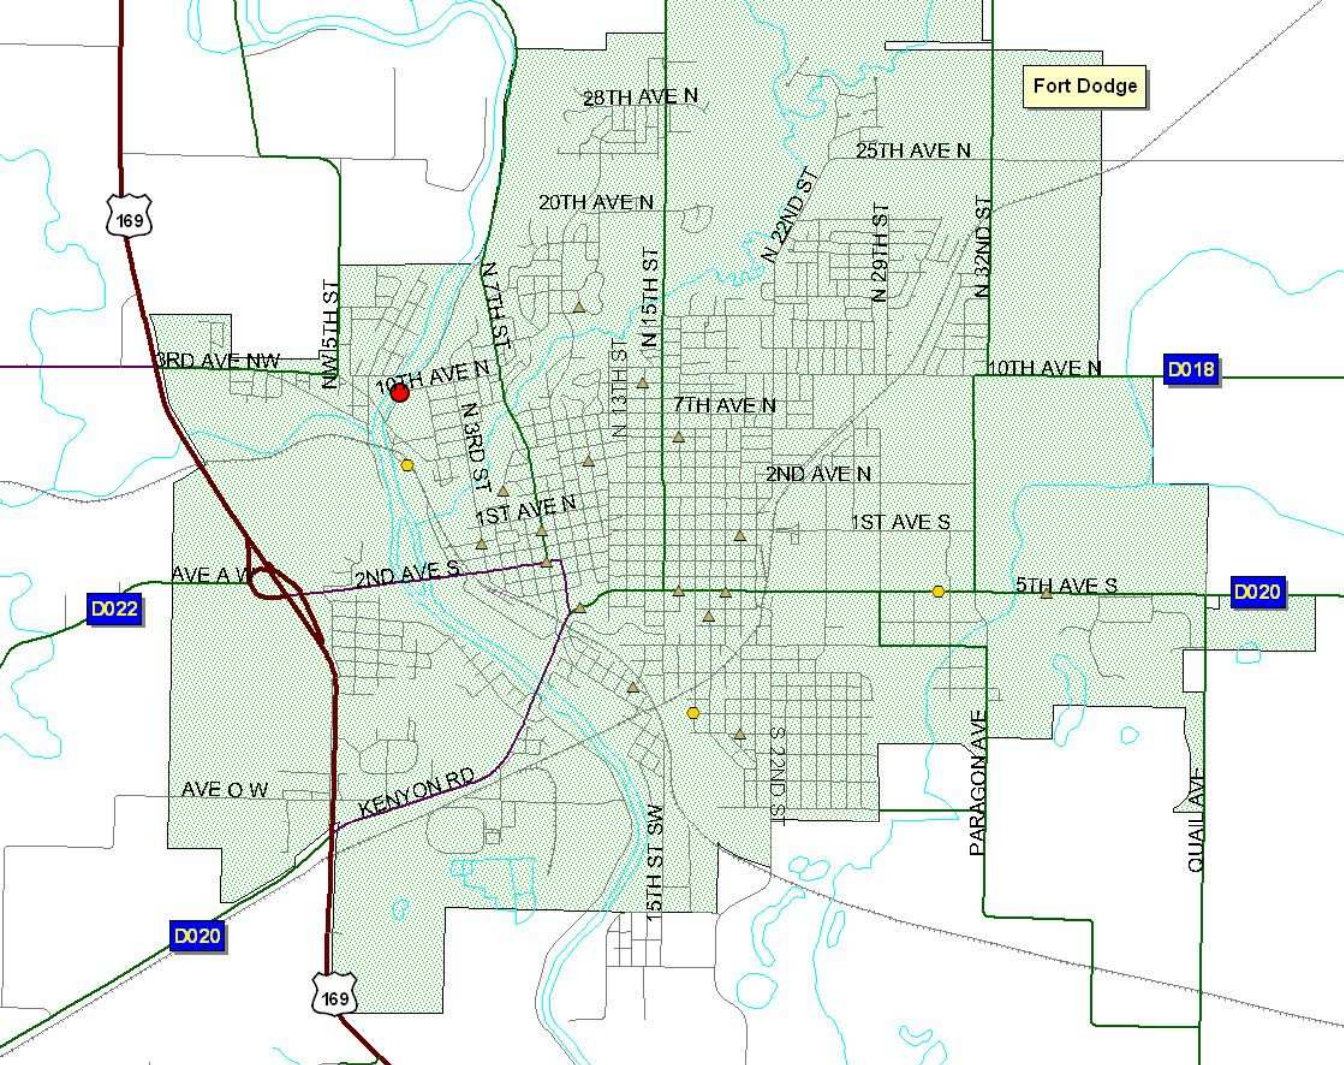 Fort Dodge
28TH AVE N
25TH AVE N
20TH AVE N
N 22ND ST
169
N 29TH ST
N 32ND ST
N 15TH ST
N 7TH ST
NW 5TH ST
3RD AVE NW
10TH AVE N
10TH AVE N
D018
N 13TH ST
7TH AVE N
N 3RD ST
2ND AVE N
1ST AVE N
1ST AVE S
AVE A W
2ND AVE S
5TH AVE S
D022
D020
S 22ND ST
PARAGON AVE
QUAIL AVE
AVE O W
KENYON RD
15TH ST SW
D020
169